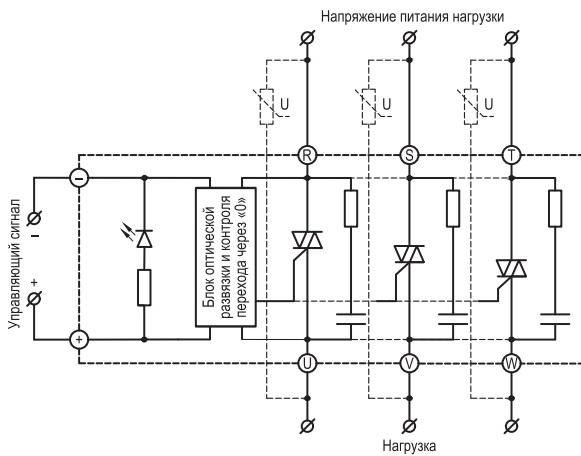 Напряжение питания нагрузки
U
U
U
R
S
T
−
Управляющий сигнал
−
+
Блок оптической
развязки и контроля
перехода через «0»
+
U
V
W
Нагрузка